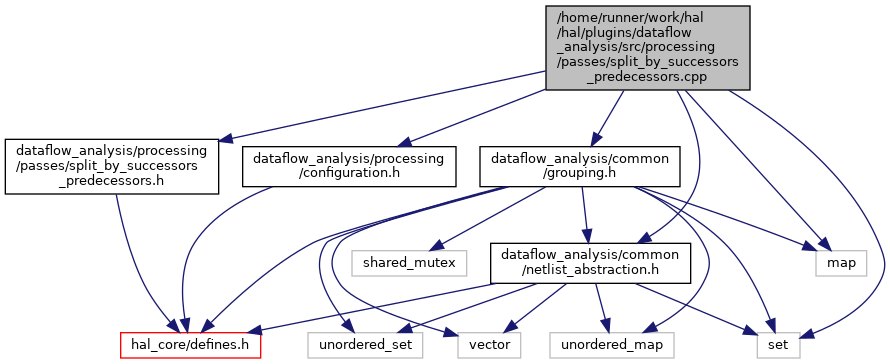 /home/runner/work/hal
/hal/plugins/dataflow
_analysis/src/processing
/passes/split_by_successors
_predecessors.cpp
dataflow_analysis/processing
/passes/split_by_successors
_predecessors.h
dataflow_analysis/processing
/configuration.h
dataflow_analysis/common
/grouping.h
shared_mutex
dataflow_analysis/common
/netlist_abstraction.h
map
hal_core/defines.h
unordered_set
vector
unordered_map
set